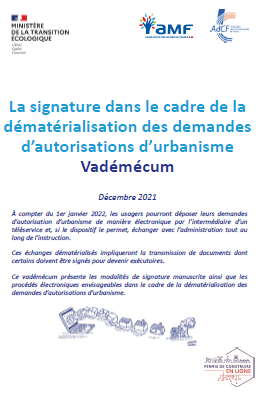 MINISTÈRE
DE LA TRANSITION
ÉCOLOGIQUE
Liberté
Égalité
Fraternité
AMF
AdCF
La signature dans le cadre de la
dématérialisation des demandes
d'autorisations d'urbanisme
Vadémécum
Décembre 2021
À compter du 1er janvier 2022, les usagers pourront déposer leurs demandes
d'autorisation d'urbanisme de manière électronique par l'intermédiaire d'un
téléservice et, si le dispositif le permet, échanger avec l'administration tout au
long de l'instruction.
Ces échanges dématérialisés impliqueront la transmission de documents dont
certains doivent être signés pour devenir exécutoires.
Ce vadémécum présente les modalités de signature manuscrite ainsi que les
procédés électroniques envisageables dans le cadre de la dématérialisation des
demandes d'autorisations d'urbanisme.
PERMIS DE CONSTRUIRE
EN LIGNE